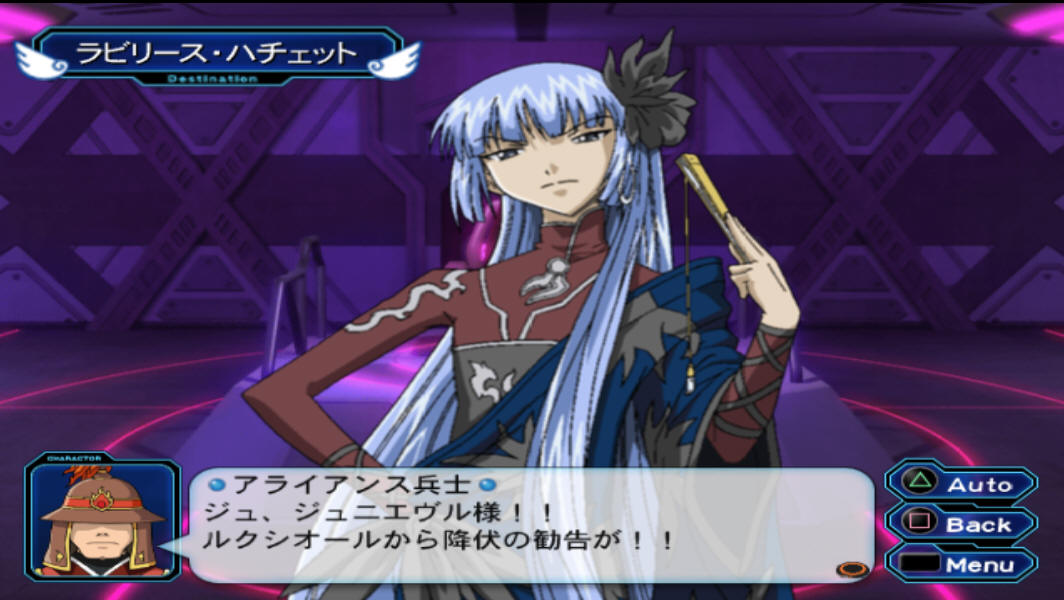 ラビリース・ハチェット
Destination
CHARACTOR
アライアンス兵士
ジュ、ジュニエヴル様！！
ルクシオールから降伏の勧告が！！
Auto
Back
Menu